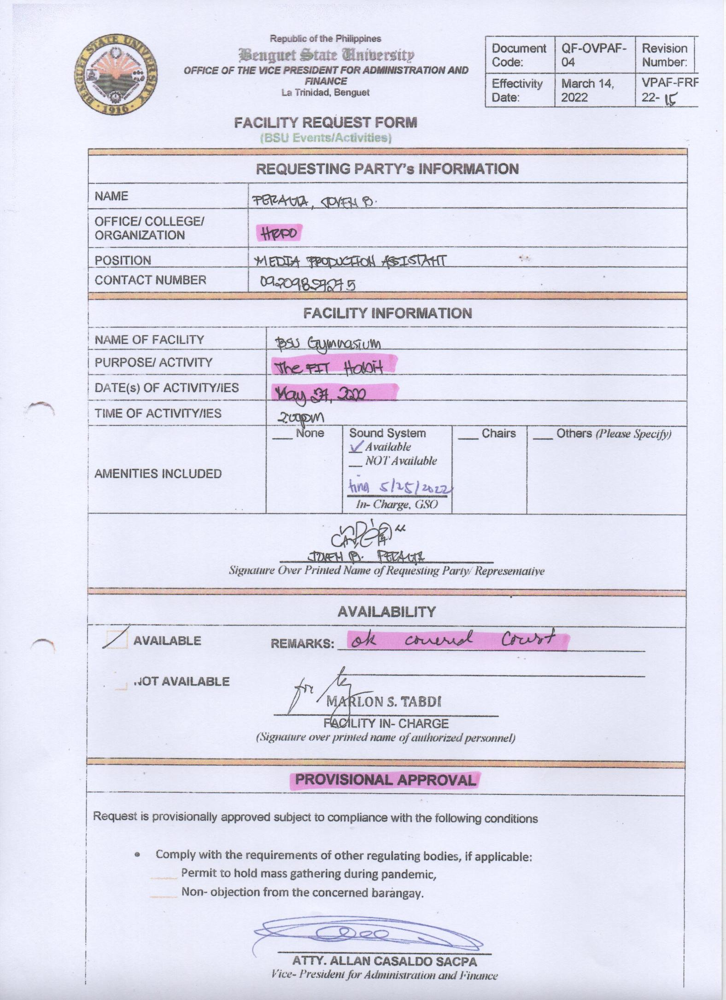 Republic of the Philippines
Benguet State University
OFFICE OF THE VICE PRESIDENT FOR ADMINISTRATION AND
FINANCE
La Trinidad, Benguet
BENGUET STATE UNIVERSITY
1916
Document Code: QF-OVPAF-04 Revision Number:
Effectivity Date: March 14, 2022 VPAF-FRF 22-15
FACILITY REQUEST FORM
(BSU Events/Activities)
REQUESTING PARTY's INFORMATION
NAME PERALTA, JOVEN B.
OFFICE/ COLLEGE/
ORGANIZATION HRDO
POSITION MEDIA PRODUCTION ASSISTANT
CONTACT NUMBER
FACILITY INFORMATION
NAME OF FACILITY BSU Gymnasium
PURPOSE/ ACTIVITY The FIT Habit
DATE(s) OF ACTIVITY/IES May 27, 2020
TIME OF ACTIVITY/IES 2:00pm
AMENITIES INCLUDED
___ None
Sound System
✓ Available
__ NOT Available
tina 5/25/2022
In- Charge, GSO
___ Chairs
___ Others (Please Specify)
JOVEN B. PERALTA
Signature Over Printed Name of Requesting Party/ Representative
AVAILABILITY
AVAILABLE REMARKS: ok covered Court
NOT AVAILABLE
for
MARLON S. TABDI
FACILITY IN- CHARGE
(Signature over printed name of authorized personnel)
PROVISIONAL APPROVAL
Request is provisionally approved subject to compliance with the following conditions
• Comply with the requirements of other regulating bodies, if applicable:
____ Permit to hold mass gathering during pandemic,
____ Non- objection from the concerned barangay.
ATTY. ALLAN CASALDO SACPA
Vice- President for Administration and Finance